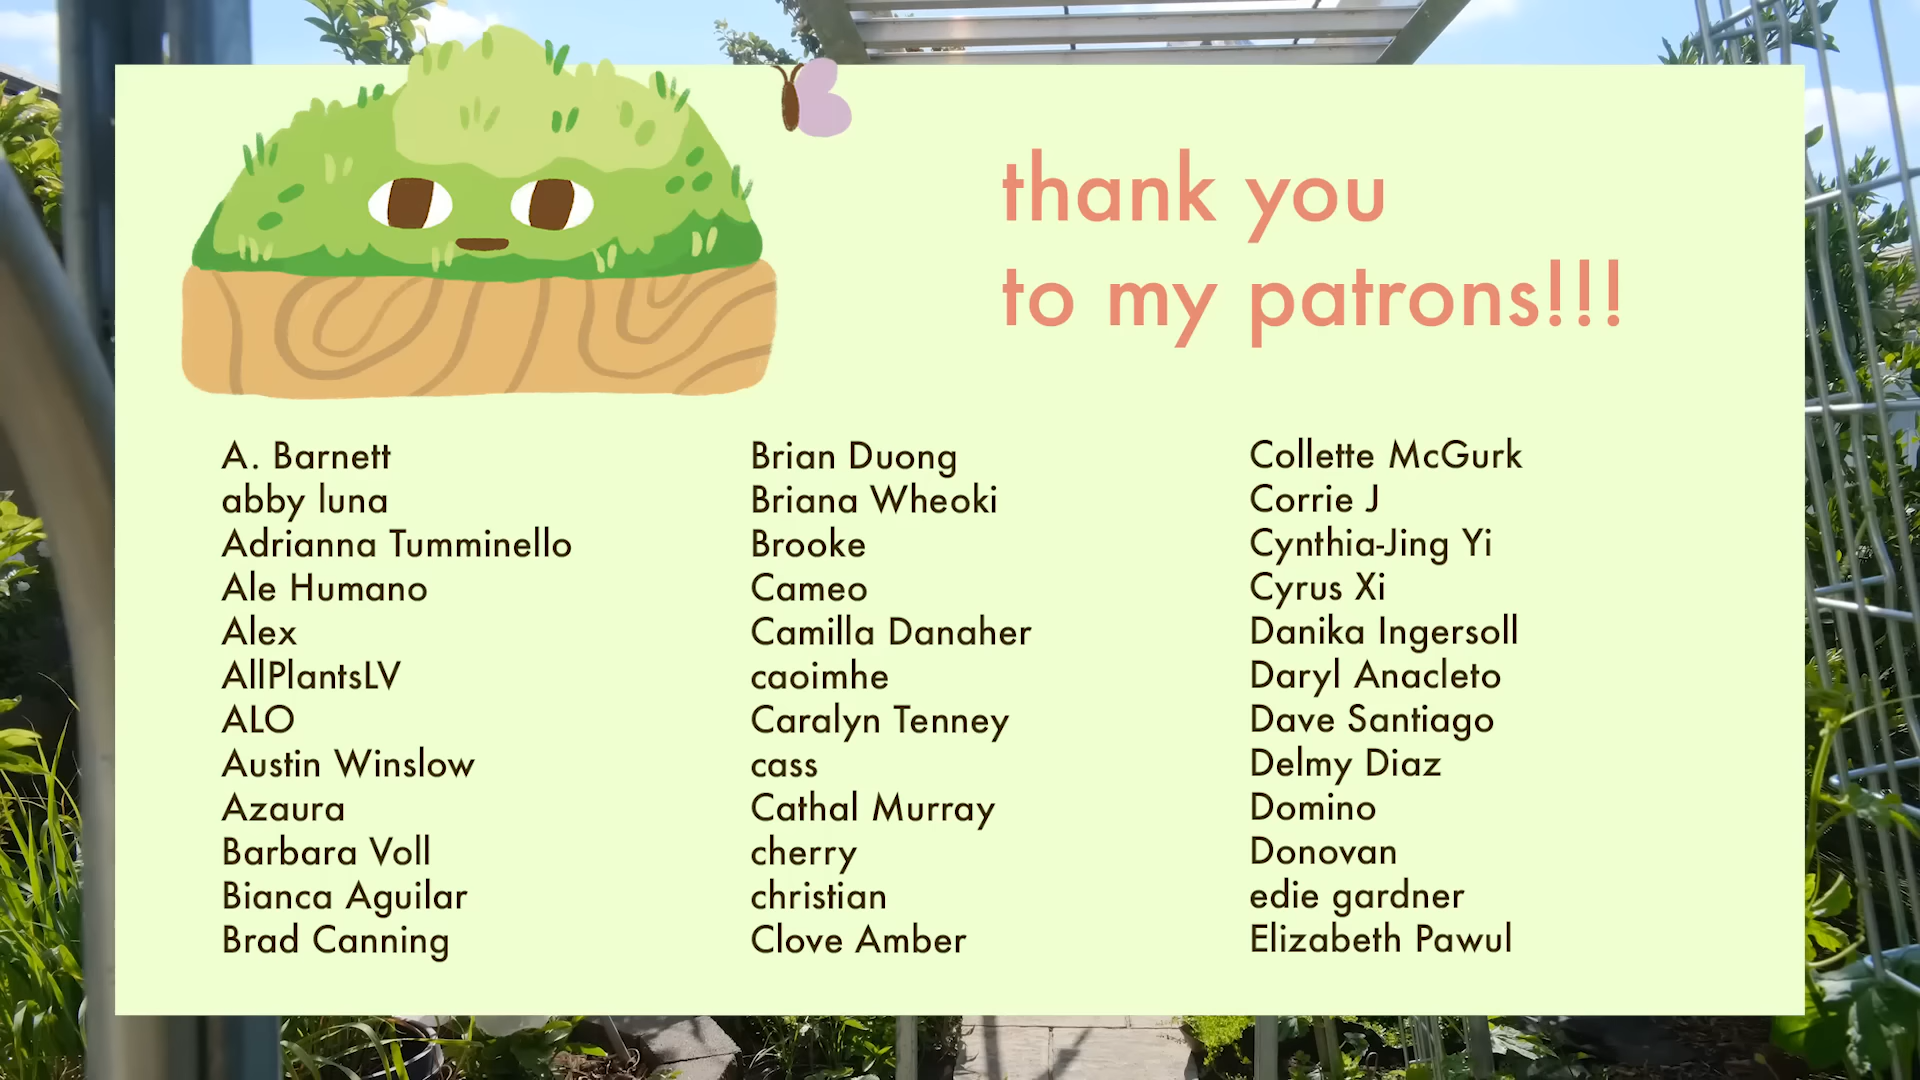 thank you
to my patrons!!!
A. Barnett
abby luna
Adrianna Tumminello
Ale Humano
Alex
AllPlantsLV
ALO
Austin Winslow
Azaura
Barbara Voll
Bianca Aguilar
Brad Canning
Brian Duong
Briana Wheoki
Brooke
Cameo
Camilla Danaher
caoimhe
Caralyn Tenney
cass
Cathal Murray
cherry
christian
Clove Amber
Collette McGurk
Corrie J
Cynthia-Jing Yi
Cyrus Xi
Danika Ingersoll
Daryl Anacleto
Dave Santiago
Delmy Diaz
Domino
Donovan
edie gardner
Elizabeth Pawul